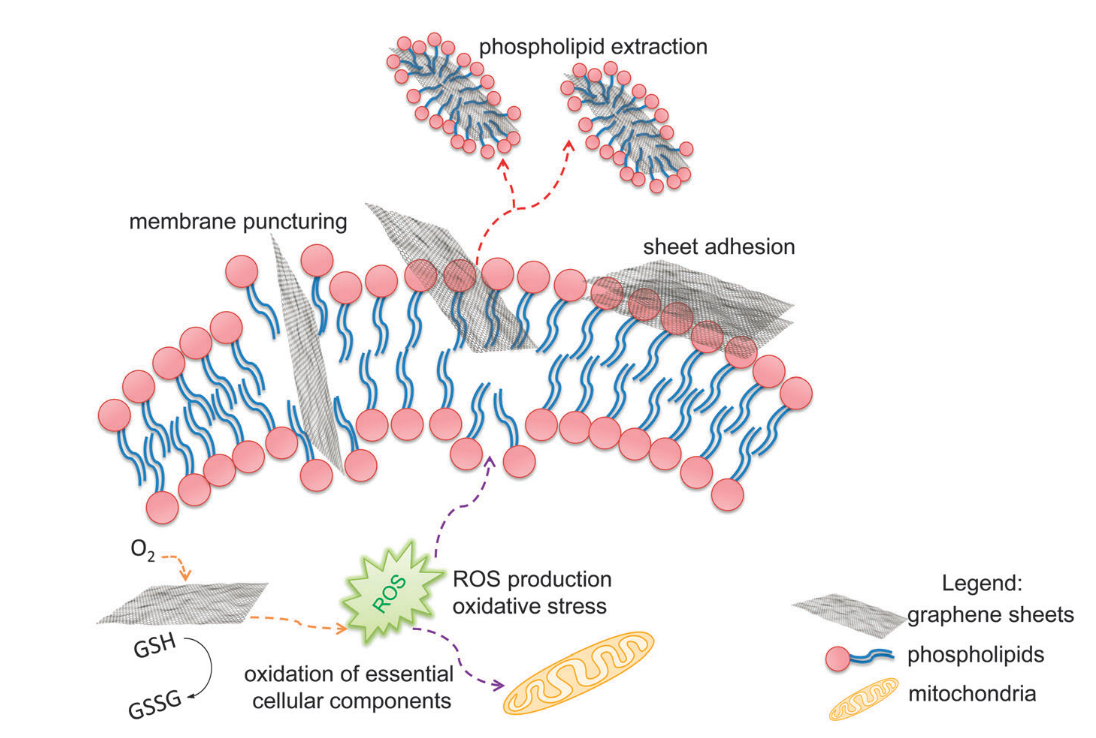 phospholipid extraction
membrane puncturing
sheet adhesion
O₂
ROS
ROS production
oxidative stress
GSH
GSSG
oxidation of essential
cellular components
Legend:
graphene sheets
phospholipids
mitochondria